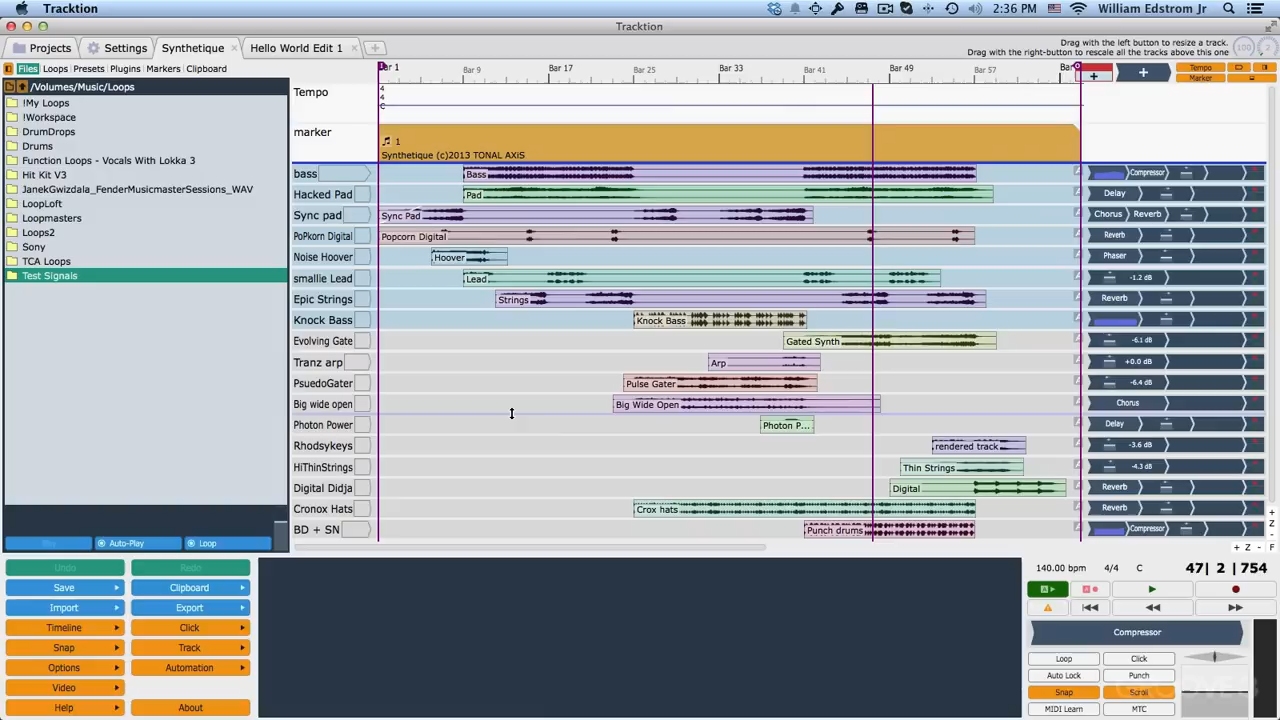 Tracktion
2:36 PM William Edstrom Jr
Tracktion
Projects Settings Synthetique Hello World Edit 1
Drag with the left button to resize a track.
Drag with the right-button to rescale all the tracks above this one
100 2
Files Loops Presets Plugins Markers Clipboard
/Volumes/Music/Loops
!My Loops
!Workspace
DrumDrops
Drums
Function Loops - Vocals With Lokka 3
Hit Kit V3
JanekGwizdala_FenderMusicmasterSessions_WAV
LoopLoft
Loopmasters
Loops2
Sony
TCA Loops
Test Signals
Auto-Play Loop
Bar 9 Bar 17 Bar 25 Bar 33 Bar 41 Bar 49 Bar 57
Tempo
Marker
Tempo 4
4
C
marker 1
Synthetique (c)2013 TONAL AXiS
bass Bass Compressor
Hacked Pad Pad Delay
Sync pad Sync Pad Chorus Reverb
PoPkorn Digital Popcorn Digital Reverb
Noise Hoover Hoover Phaser
smallie Lead Lead -1.2 dB
Epic Strings Strings Reverb
Knock Bass Knock Bass
Evolving Gate Gated Synth -6.1 dB
Tranz arp Arp +0.0 dB
PsuedoGater Pulse Gater -6.4 dB
Big wide open Big Wide Open Chorus
Photon Power Photon P... Delay
Rhodsykeys rendered track -3.6 dB
HiThinStrings Thin Strings -4.3 dB
Digital Didja Digital Reverb
Cronox Hats Crox hats Reverb
BD + SN Punch drums Compressor
+ Z - F
Undo Redo
Save Clipboard
Import Export
Timeline Click
Snap Track
Options Automation
Video
Help About
140.00 bpm 4/4 C 47| 2 |754
Compressor
Loop Click
Auto Lock Punch
Snap Scroll
MIDI Learn MTC